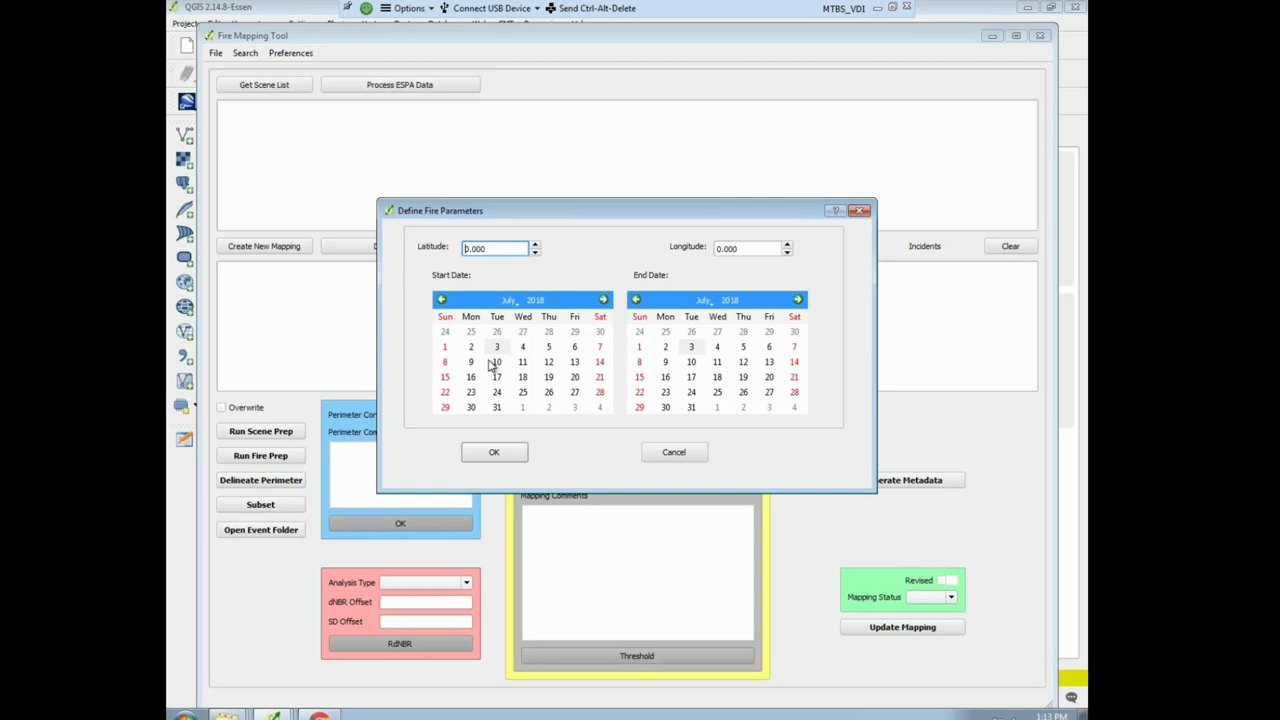 QGIS 2.14.8-Essen
Options
Connect USB Device
Send Ctrl-Alt-Delete
MTBS_VDI
Fire Mapping Tool
File Search Preferences
Get Scene List
Process ESPA Data
Define Fire Parameters
Create New Mapping
Incidents
Clear
Latitude: 0.000
Longitude: 0.000
Start Date:
End Date:
July 2018
Sun Mon Tue Wed Thu Fri Sat
24 25 26 27 28 29 30
1 2 3 4 5 6 7
8 9 10 11 12 13 14
15 16 17 18 19 20 21
22 23 24 25 26 27 28
29 30 31 1 2 3 4
July 2018
Sun Mon Tue Wed Thu Fri Sat
24 25 26 27 28 29 30
1 2 3 4 5 6 7
8 9 10 11 12 13 14
15 16 17 18 19 20 21
22 23 24 25 26 27 28
29 30 31 1 2 3 4
OK
Cancel
Overwrite
Run Scene Prep
Run Fire Prep
Delineate Perimeter
Subset
Open Event Folder
Perimeter
Perimeter
OK
Metadata
Mapping Comments
Analysis Type
dNBR Offset
SD Offset
RdNBR
Threshold
Revised
Mapping Status
Update Mapping
1:13 PM